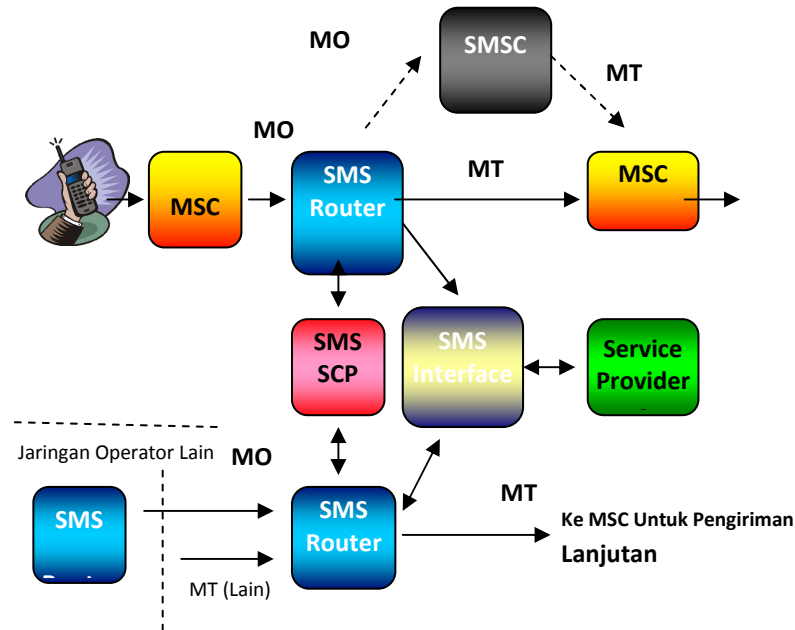 MO
SMSC
MT
MO
MSC
SMS
Router
MT
MSC
SMS
SCP
SMS
Interface
Service
Provider
Jaringan Operator Lain
MO
SMS
SMS
Router
MT
Ke MSC Untuk Pengiriman
Lanjutan
MT (Lain)